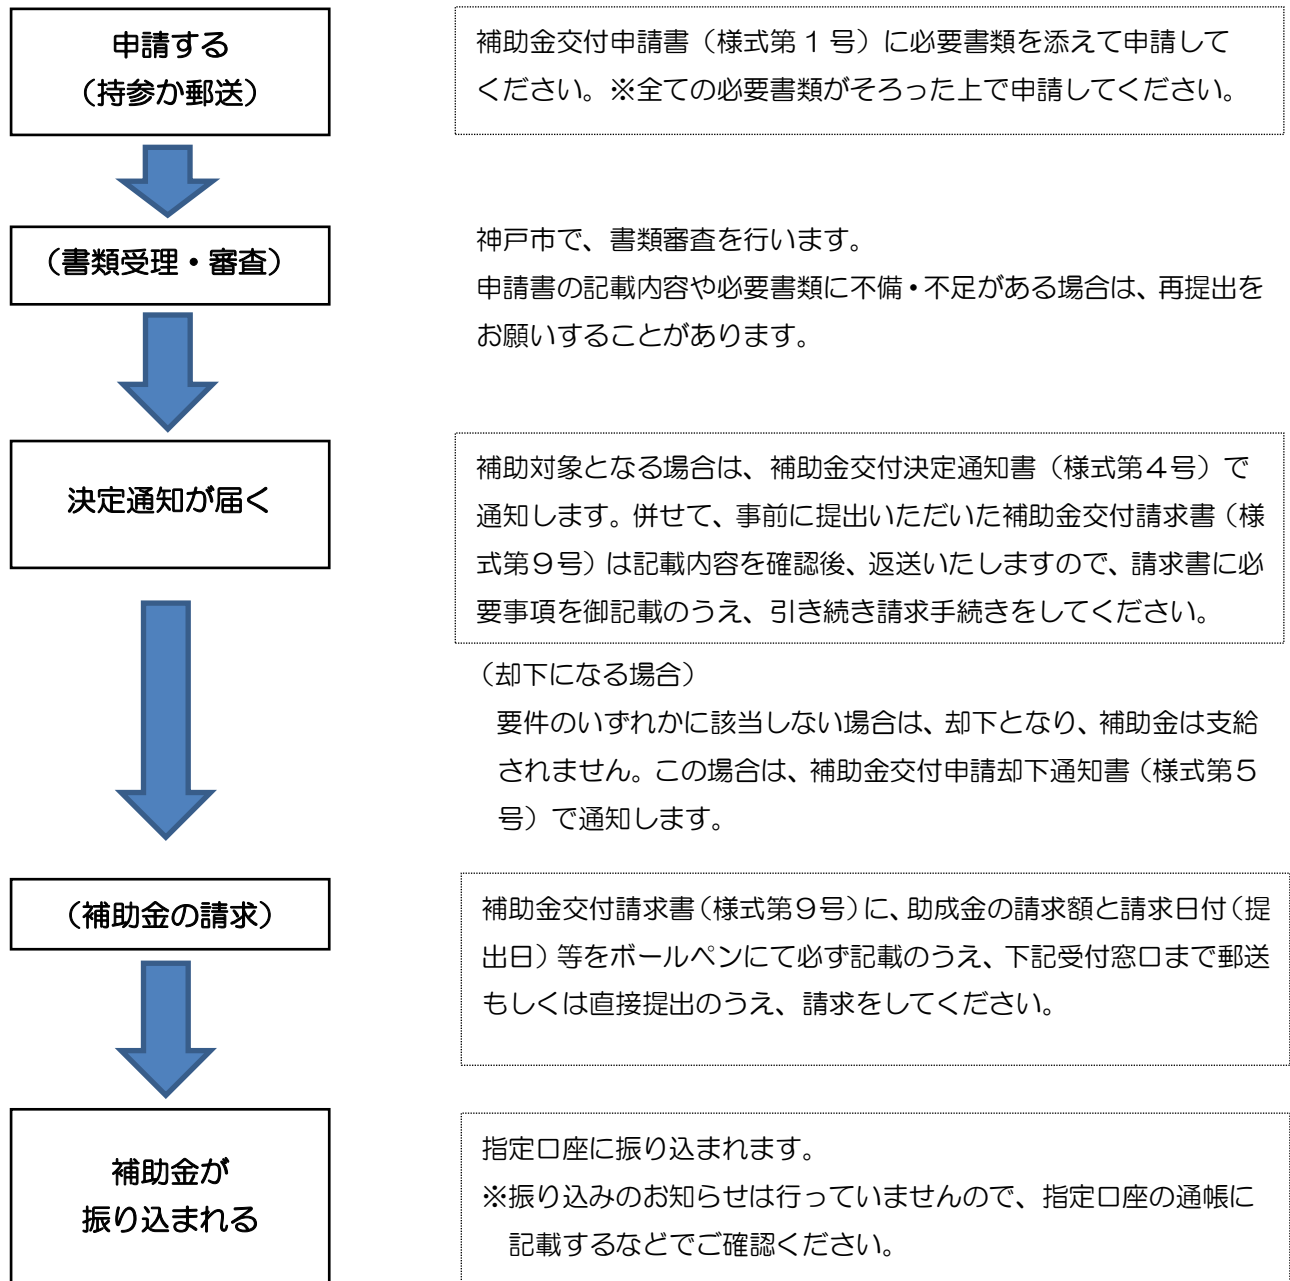 申請する
（持参か郵送）
補助金交付申請書（様式第１号）に必要書類を添えて申請して
ください。※全ての必要書類がそろった上で申請してください。
（書類受理・審査）
神戸市で、書類審査を行います。
申請書の記載内容や必要書類に不備・不足がある場合は、再提出を
お願いすることがあります。
決定通知が届く
補助対象となる場合は、補助金交付決定通知書（様式第４号）で
通知します。併せて、事前に提出いただいた補助金交付請求書（様
式第９号）は記載内容を確認後、返送いたしますので、請求書に必
要事項を御記載のうえ、引き続き請求手続きをしてください。
（却下になる場合）
要件のいずれかに該当しない場合は、却下となり、補助金は支給
されません。この場合は、補助金交付申請却下通知書（様式第５
号）で通知します。
（補助金の請求）
補助金交付請求書（様式第９号）に、助成金の請求額と請求日付（提
出日）等をボールペンにて必ず記載のうえ、下記受付窓口まで郵送
もしくは直接提出のうえ、請求をしてください。
補助金が
振り込まれる
指定口座に振り込まれます。
※振り込みのお知らせは行っていませんので、指定口座の通帳に
記載するなどでご確認ください。